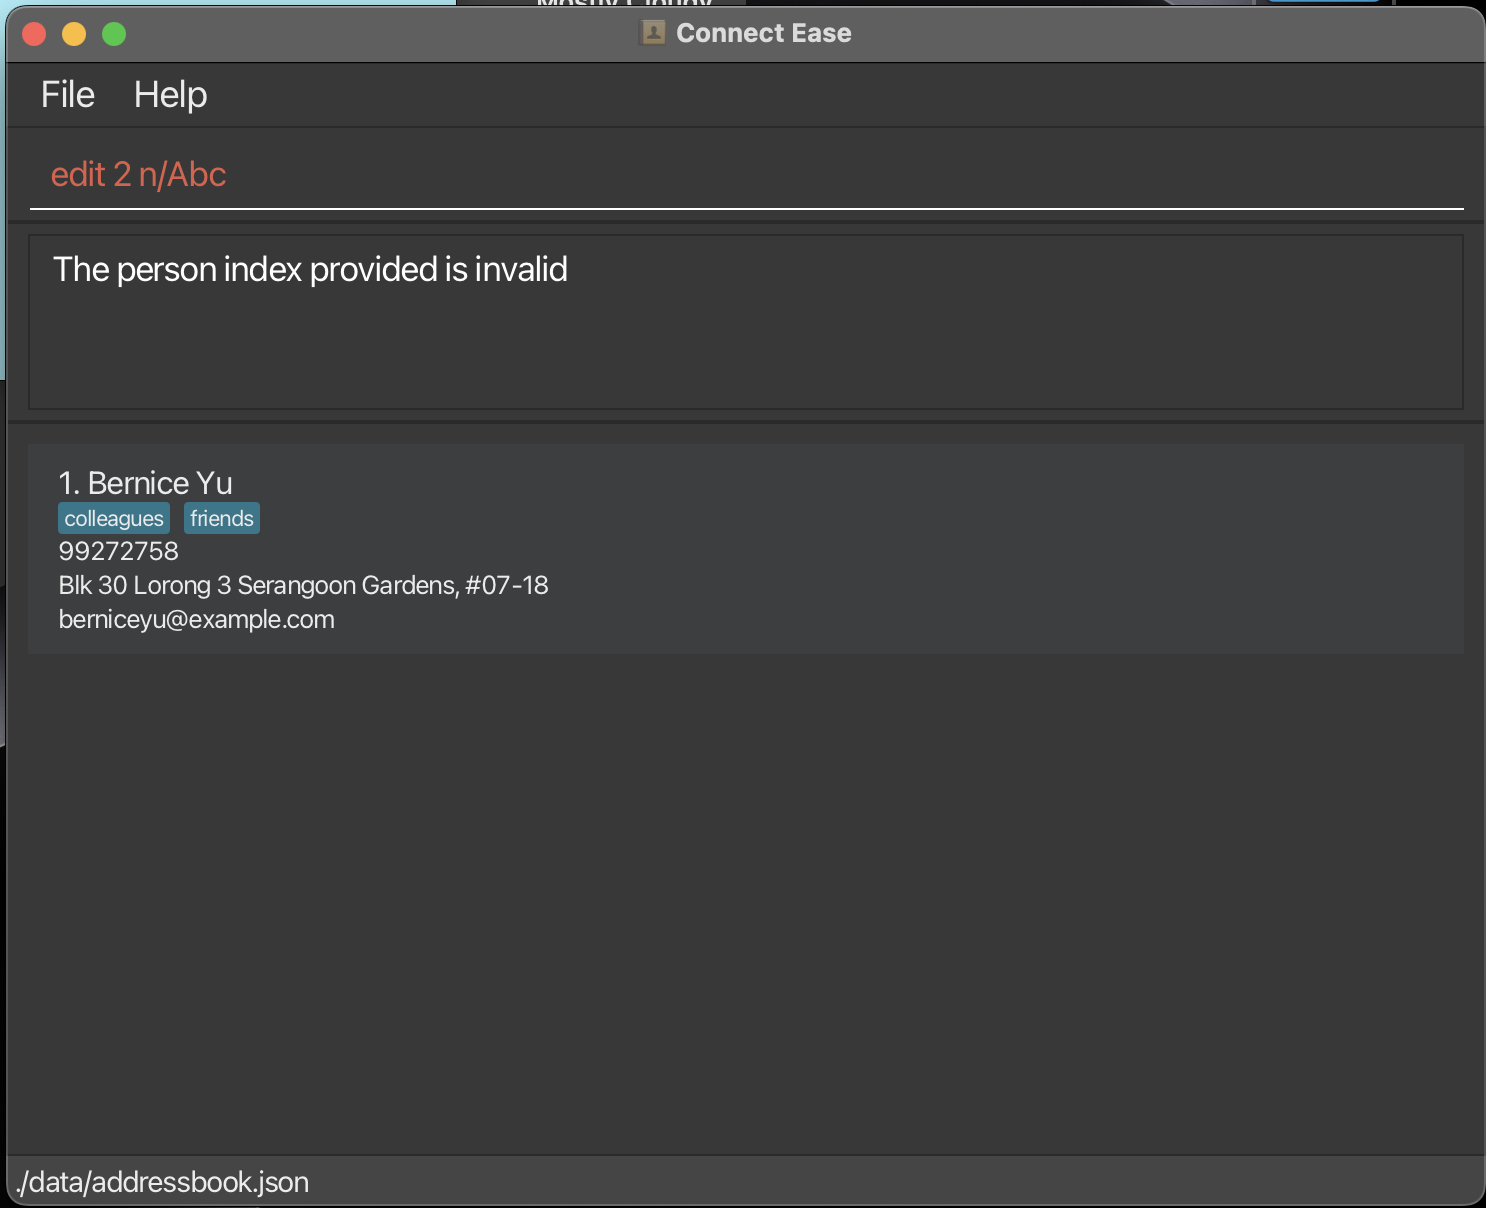 Connect Ease
File Help
edit 2 n/Abc
The person index provided is invalid
1. Bernice Yu
colleagues friends
99272758
Blk 30 Lorong 3 Serangoon Gardens, #07-18
berniceyu@example.com
./data/addressbook.json